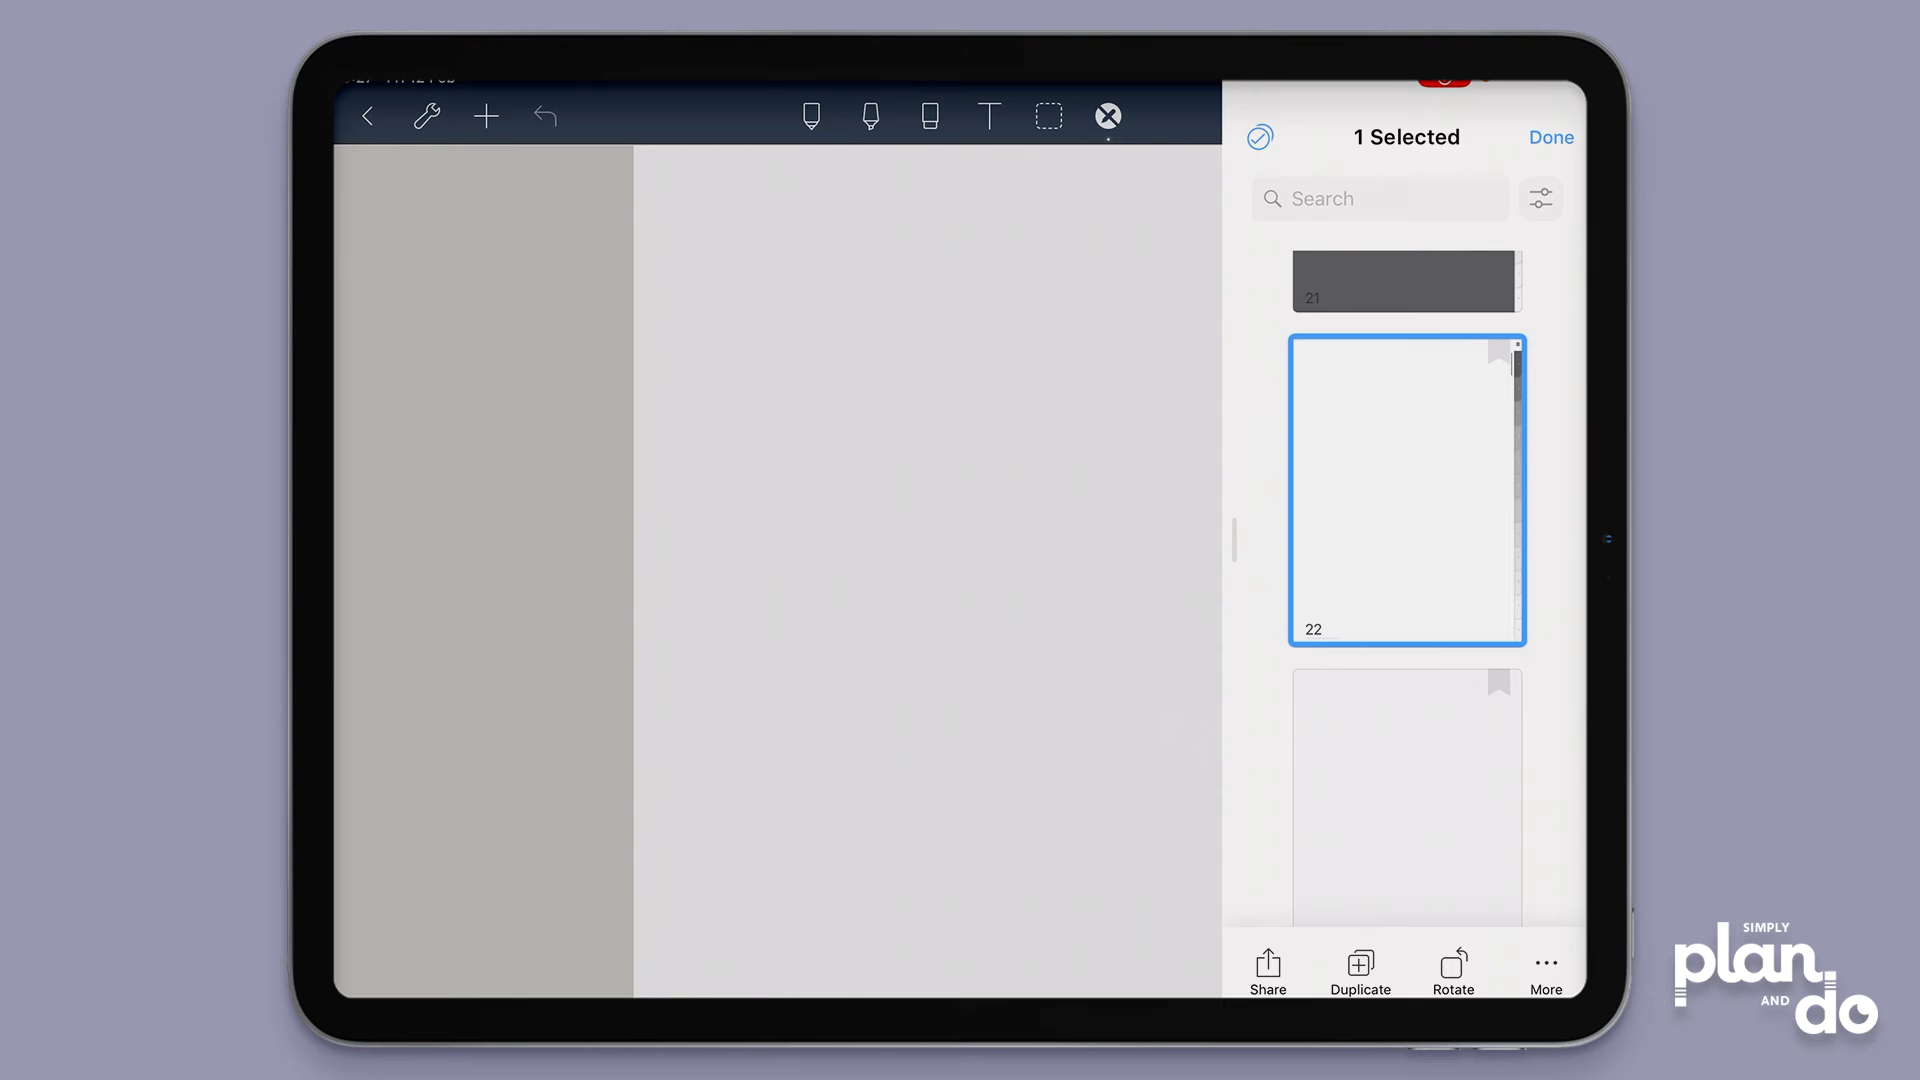 1 Selected
Done
Search
21
22
Share
Duplicate
Rotate
More
SIMPLY
plan
AND
do